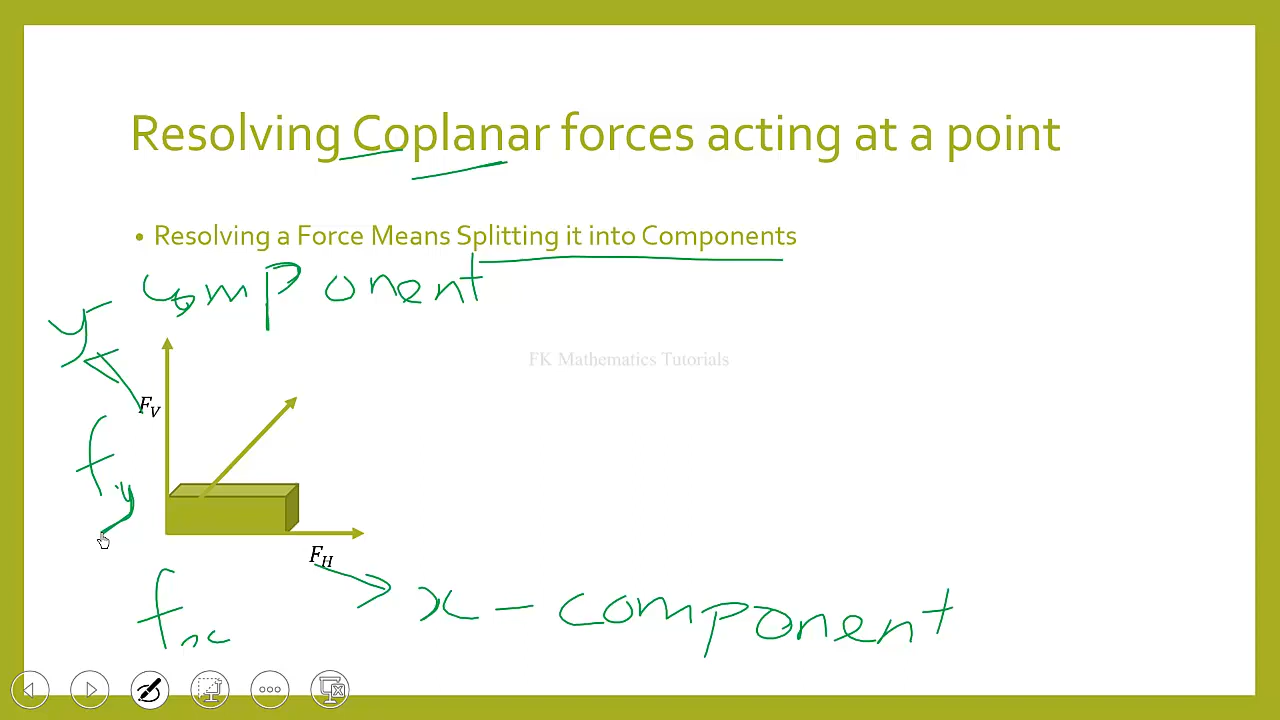 Resolving Coplanar forces acting at a point
• Resolving a Force Means Splitting it into Components
y component
FK Mathematics Tutorials
F_V
f_y
F_H
x - component
f_x